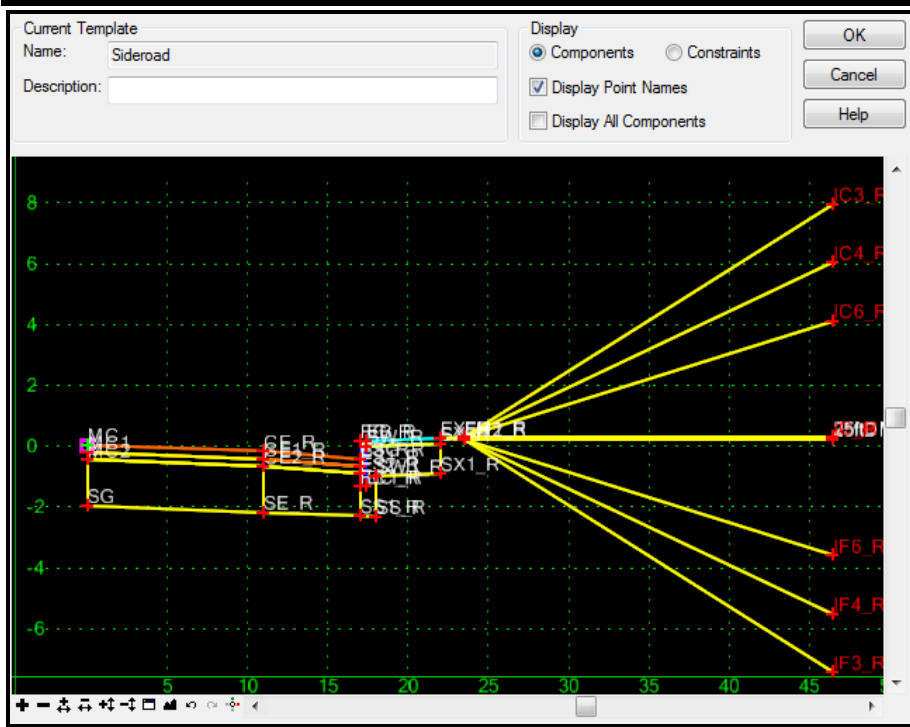 Current Template
Name: Sideroad
Description:
Display
Components Constraints
Display Point Names
Display All Components
OK
Cancel
Help
8
6
4
2
0
-2
-4
-6
5 10 15 20 25 30 35 40 45 50
IC3_R
IC4_R
IC6_R
IF6_R
IF4_R
IF3_R
MC
SG
SE_R
SX1_R